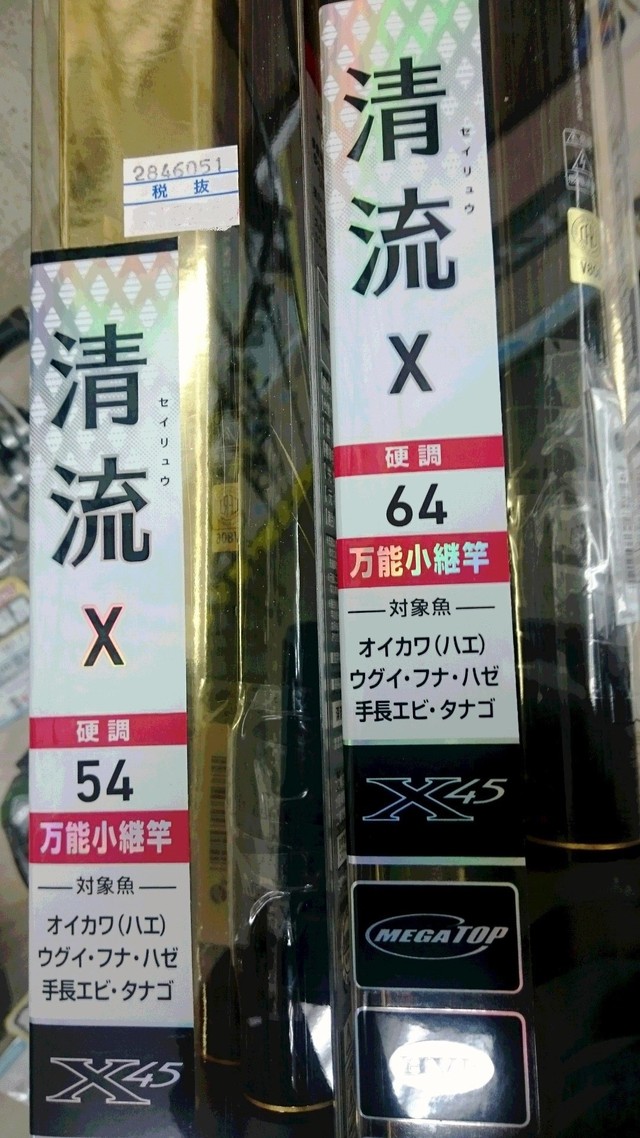 2846051
税 抜
清流
セイリュウ
X
硬調
54
万能小継竿
対象魚
オイカワ(ハエ)
ウグイ・フナ・ハゼ
手長エビ・タナゴ
X45
清流
セイリュウ
X
硬調
64
万能小継竿
対象魚
オイカワ(ハエ)
ウグイ・フナ・ハゼ
手長エビ・タナゴ
X45
MEGATOP